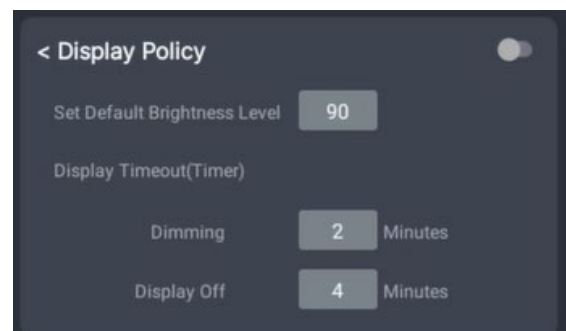 < Display Policy
Set Default Brightness Level 90
Display Timeout(Timer)
Dimming 2 Minutes
Display Off 4 Minutes